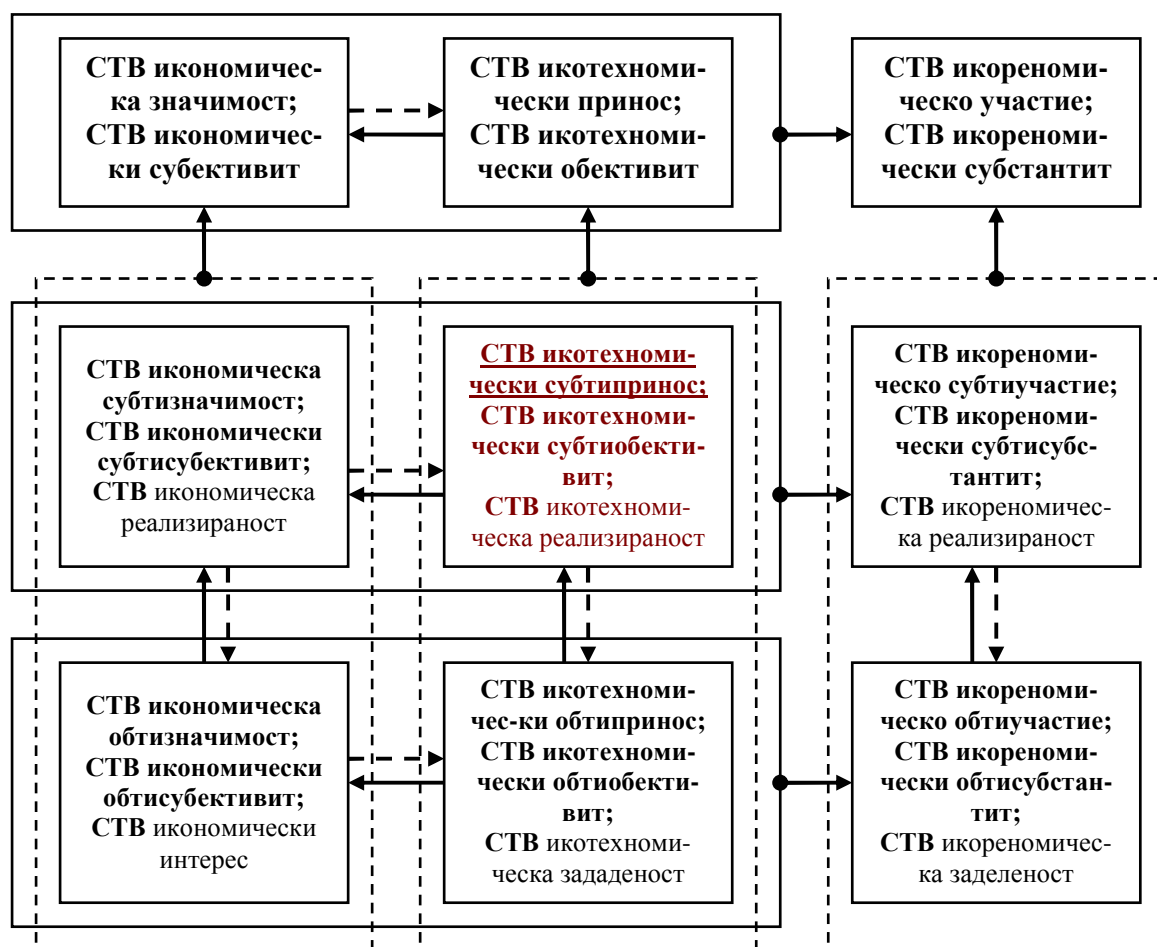 СТВ икономичес-
ка значимост;
СТВ икономичес-
ки субективит
СТВ икотехноми-
чески принос;
СТВ икотехноми-
чески обективит
СТВ икореноми-
ческо участие;
СТВ икореноми-
чески субстантит
СТВ икономическа
субтизначимост;
СТВ икономически
субтисубективит;
СТВ икономическа
реализираност
СТВ икотехноми-
чески субтипринос;
СТВ икотехноми-
чески субтиобекти-
вит;
СТВ икотехноми-
ческа реализираност
СТВ икореноми-
ческо субтиучастие;
СТВ икореноми-
чески субтисубс-
тантит;
СТВ икореномичес-
ка реализираност
СТВ икономическа
обтизначимост;
СТВ икономически
обтисубективит;
СТВ икономически
интерес
СТВ икотехноми-
чес-ки обтипринос;
СТВ икотехноми-
чески обтиобекти-
вит;
СТВ икотехноми-
ческа зададеност
СТВ икореноми-
ческо обтиучастие;
СТВ икореноми-
чески обтисубстан-
тит;
СТВ икореномичес-
ка заделеност